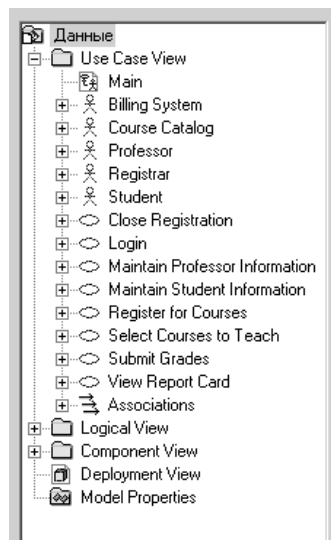 Данные
Use Case View
Main
Billing System
Course Catalog
Professor
Registrar
Student
Close Registration
Login
Maintain Professor Information
Maintain Student Information
Register for Courses
Select Courses to Teach
Submit Grades
View Report Card
Associations
Logical View
Component View
Deployment View
Model Properties